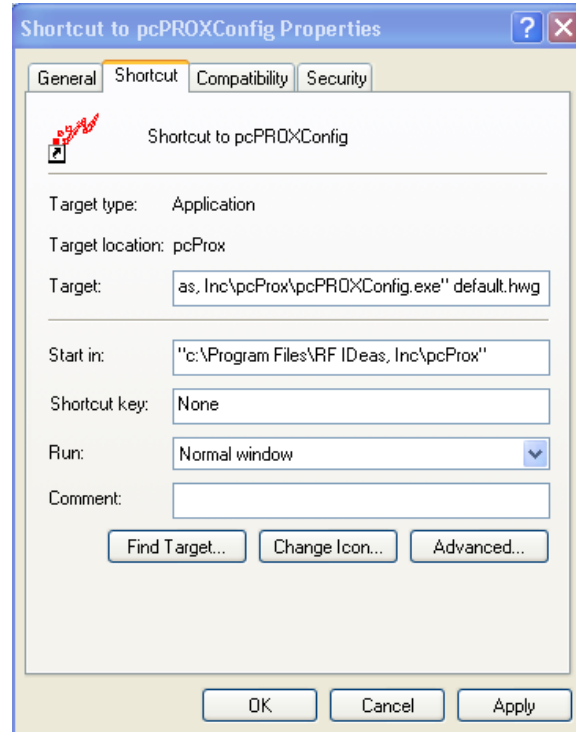 Shortcut to pcPROXConfig Properties
General Shortcut Compatibility Security
Shortcut to pcPROXConfig
Target type: Application
Target location: pcProx
Target: as, Inc\pcProx\pcPROXConfig.exe" default.hwg
Start in: "c:\Program Files\RF IDeas, Inc\pcProx"
Shortcut key: None
Run: Normal window
Comment:
Find Target... Change Icon... Advanced...
OK Cancel Apply